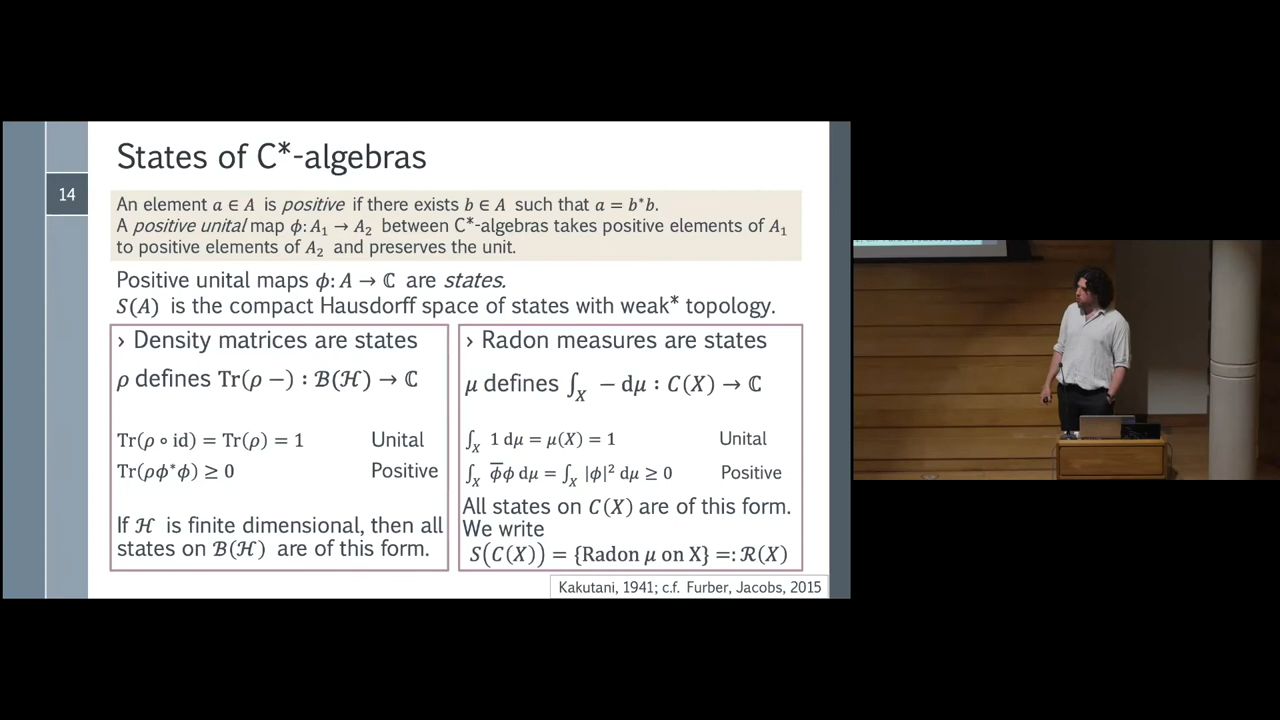 States of C*-algebras
14
An element a ∈ A is positive if there exists b ∈ A such that a = b*b.
A positive unital map ϕ: A₁ → A₂ between C*-algebras takes positive elements of A₁
to positive elements of A₂ and preserves the unit.
Positive unital maps ϕ: A → ℂ are states.
S(A) is the compact Hausdorff space of states with weak* topology.
› Density matrices are states
ρ defines Tr(ρ −) : ℬ(ℋ) → ℂ
Tr(ρ ∘ id) = Tr(ρ) = 1 Unital
Tr(ρϕ*ϕ) ≥ 0 Positive
If ℋ is finite dimensional, then all
states on ℬ(ℋ) are of this form.
› Radon measures are states
μ defines ∫_X − dμ : C(X) → ℂ
∫_X 1 dμ = μ(X) = 1 Unital
∫_X ϕ̅ϕ dμ = ∫_X |ϕ|² dμ ≥ 0 Positive
All states on C(X) are of this form.
We write
S(C(X)) = {Radon μ on X} =: ℛ(X)
Kakutani, 1941; c.f. Furber, Jacobs, 2015